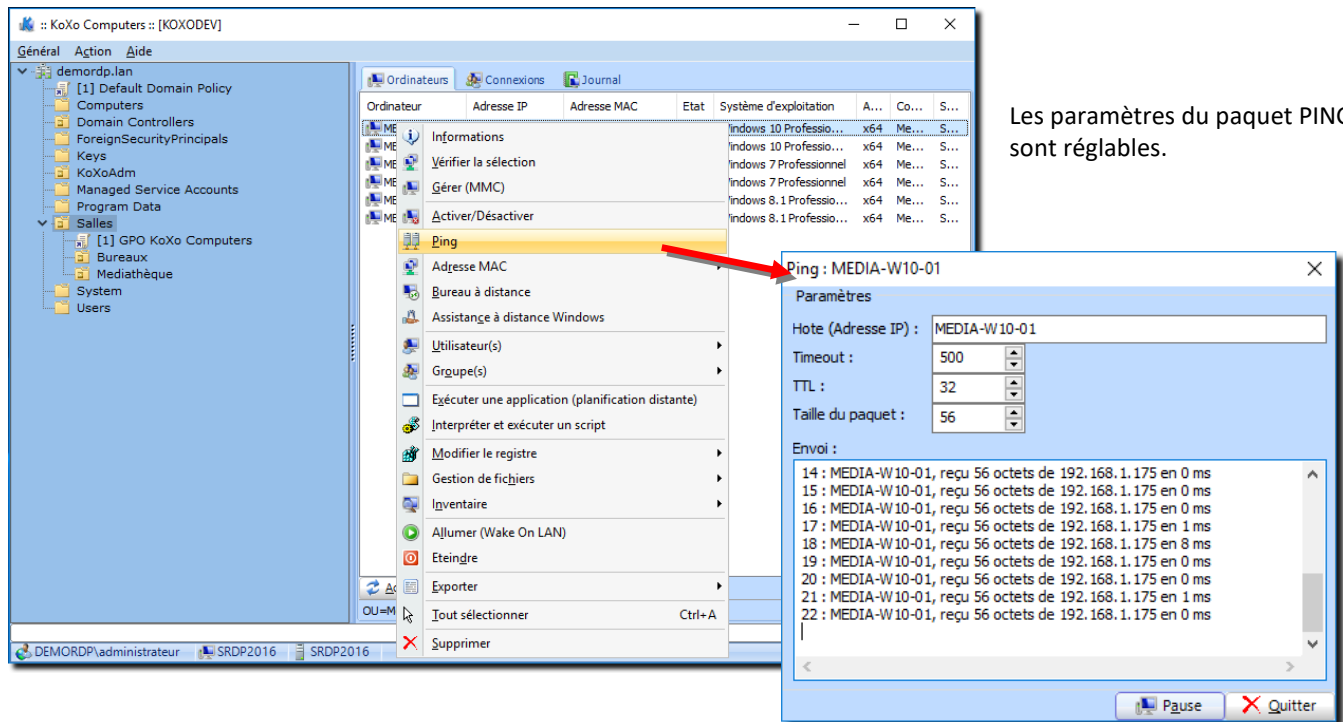 :: KoXo Computers :: [KOXODEV]
Général Action Aide
demordp.lan
[1] Default Domain Policy
Computers
Domain Controllers
ForeignSecurityPrincipals
Keys
KoXoAdm
Managed Service Accounts
Program Data
Salles
[1] GPO KoXo Computers
Bureaux
Mediathèque
System
Users
Ordinateurs Connexions Journal
Ordinateur Adresse IP Adresse MAC Etat Système d'exploitation A... Co... S...
ME Windows 10 Professio... x64 Me... S...
ME Windows 10 Professio... x64 Me... S...
ME Windows 7 Professionnel x64 Me... S...
ME Windows 7 Professionnel x64 Me... S...
ME Windows 8.1 Professio... x64 Me... S...
ME Windows 8.1 Professio... x64 Me... S...
Informations
Vérifier la sélection
Gérer (MMC)
Activer/Désactiver
Ping
Adresse MAC
Bureau à distance
Assistance à distance Windows
Utilisateur(s)
Groupe(s)
Exécuter une application (planification distante)
Interpréter et exécuter un script
Modifier le registre
Gestion de fichiers
Inventaire
Allumer (Wake On LAN)
Eteindre
Exporter
Tout sélectionner Ctrl+A
Supprimer
OU=M
DEMORDP\administrateur SRDP2016 SRDP2016
Les paramètres du paquet PING
sont réglables.
Ping : MEDIA-W10-01
Paramètres
Hote (Adresse IP) : MEDIA-W10-01
Timeout : 500
TTL : 32
Taille du paquet : 56
Envoi :
14 : MEDIA-W10-01, reçu 56 octets de 192.168.1.175 en 0 ms
15 : MEDIA-W10-01, reçu 56 octets de 192.168.1.175 en 0 ms
16 : MEDIA-W10-01, reçu 56 octets de 192.168.1.175 en 0 ms
17 : MEDIA-W10-01, reçu 56 octets de 192.168.1.175 en 1 ms
18 : MEDIA-W10-01, reçu 56 octets de 192.168.1.175 en 8 ms
19 : MEDIA-W10-01, reçu 56 octets de 192.168.1.175 en 0 ms
20 : MEDIA-W10-01, reçu 56 octets de 192.168.1.175 en 0 ms
21 : MEDIA-W10-01, reçu 56 octets de 192.168.1.175 en 1 ms
22 : MEDIA-W10-01, reçu 56 octets de 192.168.1.175 en 0 ms
Pause Quitter